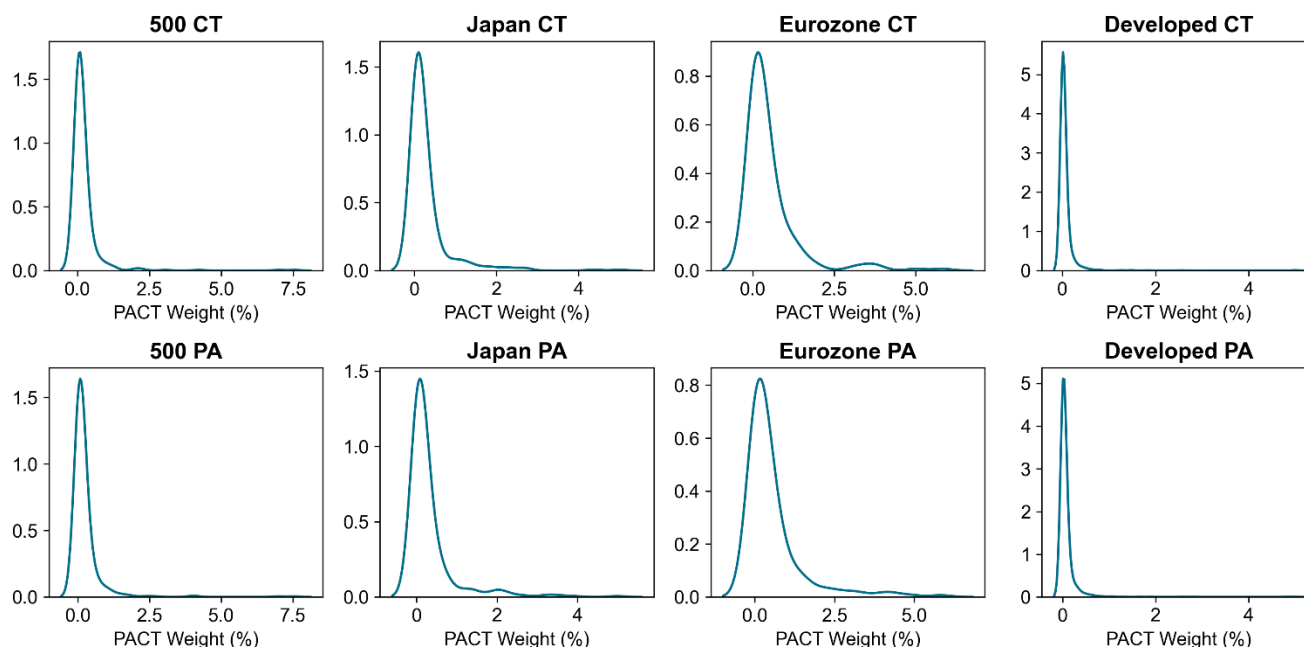 500 CT
Japan CT
Eurozone CT
Developed CT
1.5
1.0
0.5
0.0
1.5
1.0
0.5
0.0
0.8
0.6
0.4
0.2
0.0
5
4
3
2
1
0
0.0 2.5 5.0 7.5
0 2 4
0.0 2.5 5.0
0 2 4
PACT Weight (%)
PACT Weight (%)
PACT Weight (%)
PACT Weight (%)
500 PA
Japan PA
Eurozone PA
Developed PA
1.5
1.0
0.5
0.0
1.5
1.0
0.5
0.0
0.8
0.6
0.4
0.2
0.0
5
4
3
2
1
0
0.0 2.5 5.0 7.5
0 2 4
0.0 2.5 5.0
0 2 4
PACT Weight (%)
PACT Weight (%)
PACT Weight (%)
PACT Weight (%)